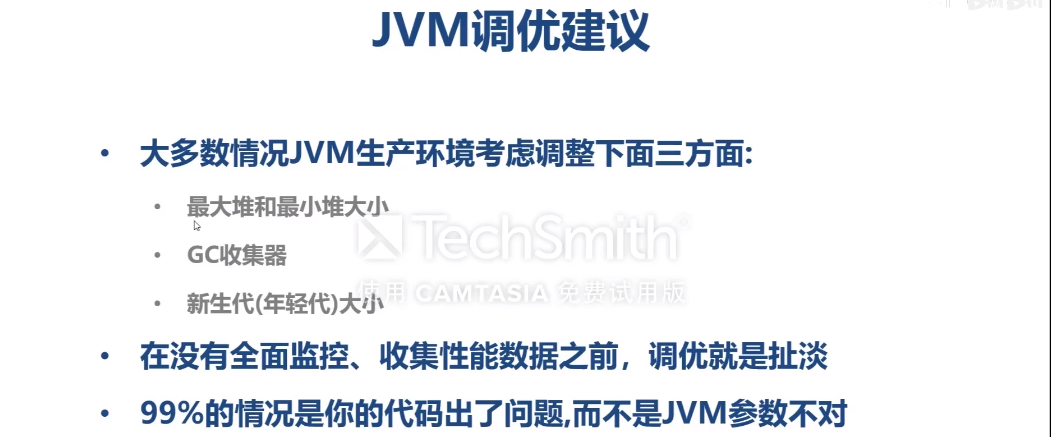 JVM调优建议
• 大多数情况JVM生产环境考虑调整下面三方面:
• 最大堆和最小堆大小
• GC收集器
• 新生代(年轻代)大小
TechSmith
使用 CAMTASIA 免费试用版
• 在没有全面监控、收集性能数据之前，调优就是扯淡
• 99%的情况是你的代码出了问题,而不是JVM参数不对